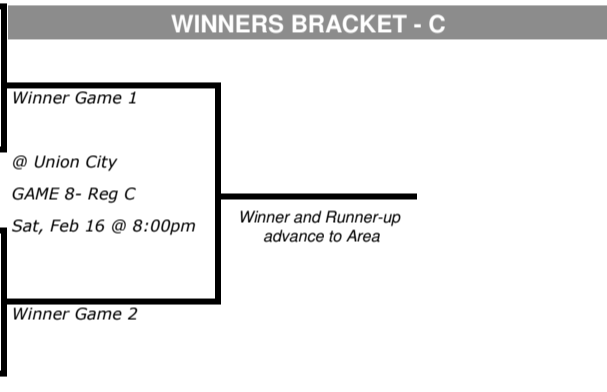 WINNERS BRACKET - C
Winner Game 1
@ Union City
GAME 8- Reg C
Sat, Feb 16 @ 8:00pm
Winner and Runner-up
advance to Area
Winner Game 2